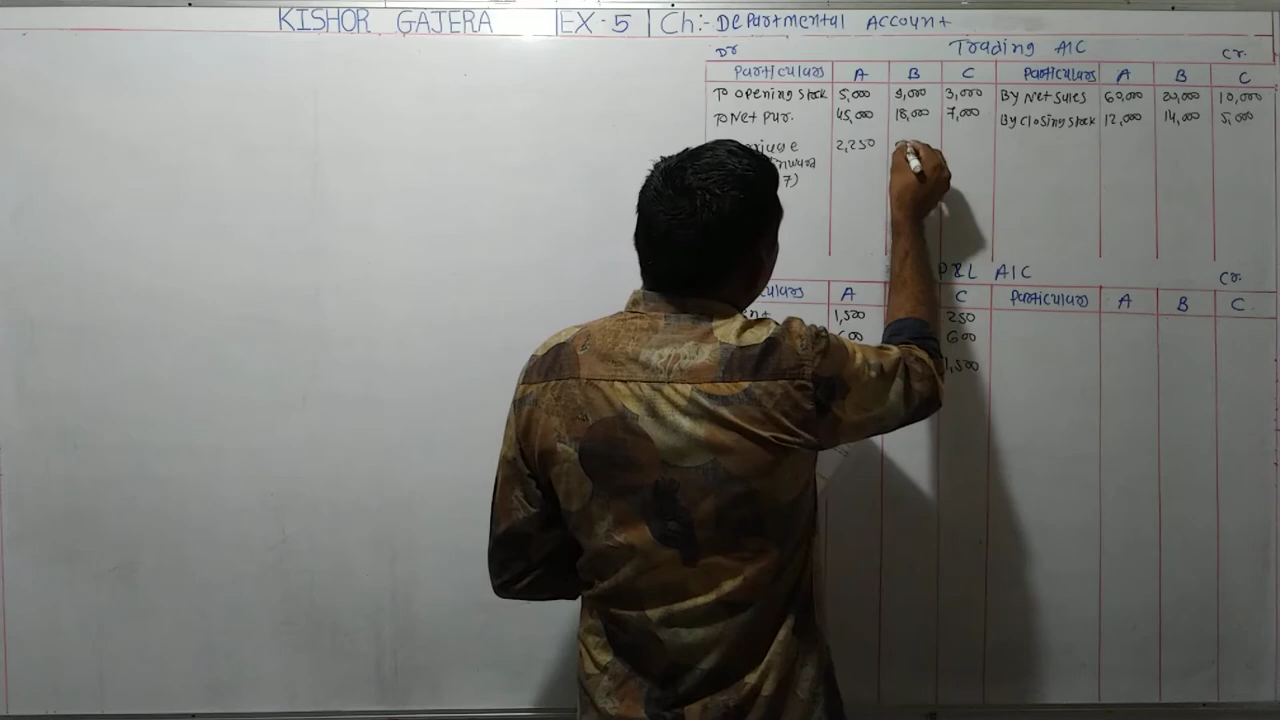 KISHOR GAJERA EX-5 Ch:- Departmental Account
Dr Trading A/C Cr.
Particulars A B C Particulars A B C
To opening stock 5,000 9,000 3,000 By Net Sales 60,000 20,000 10,000
To Net Pur. 45,000 18,000 7,000 By Closing stock 12,000 14,000 5,000
2,250
7)
P&L A/C Cr.
A C Particulars A B C
1,500 250
600
1,500